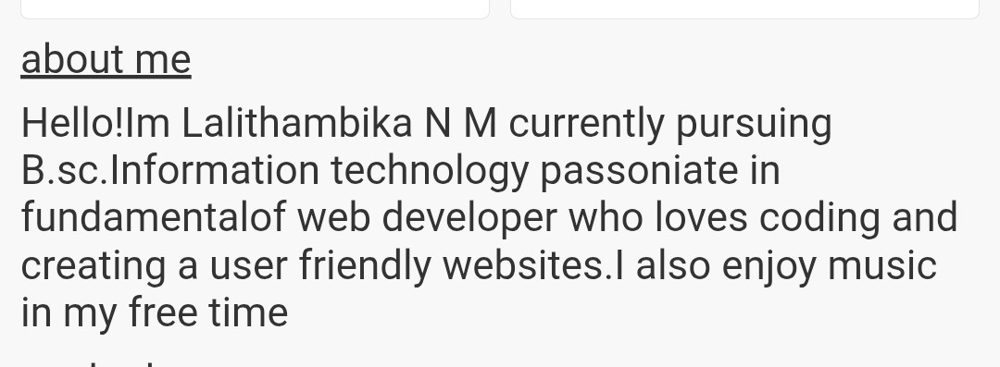 about me
Hello!Im Lalithambika N M currently pursuing
B.sc.Information technology passoniate in
fundamentalof web developer who loves coding and
creating a user friendly websites.I also enjoy music
in my free time